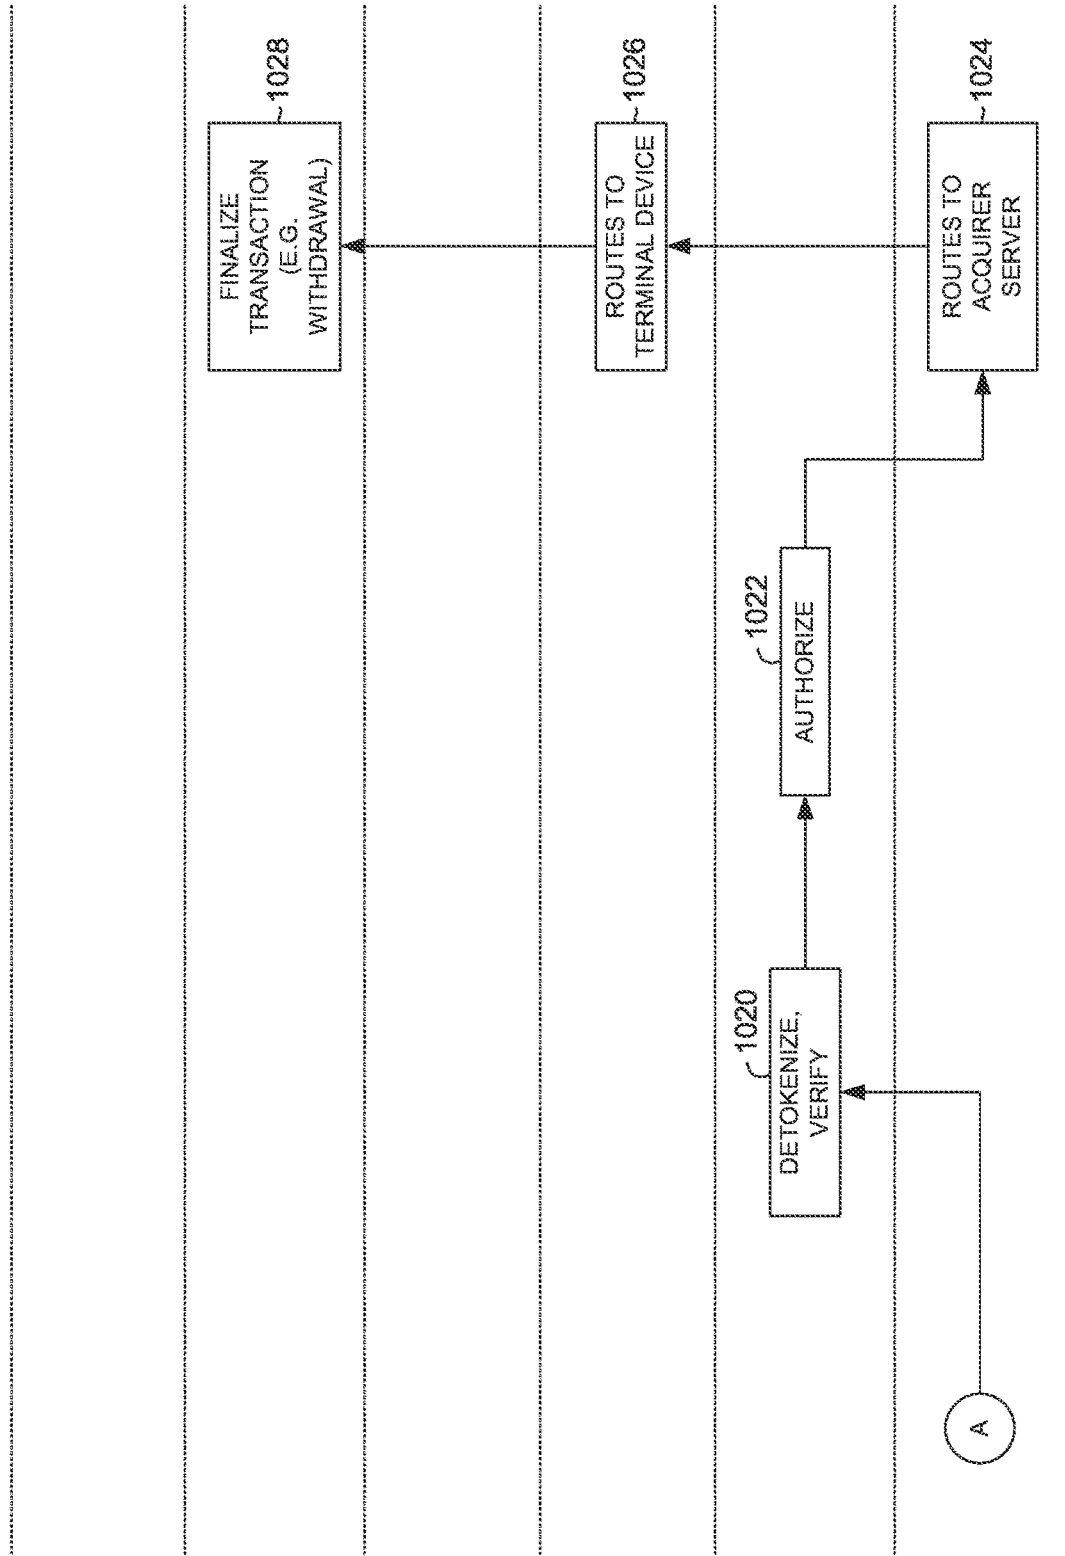 FINALIZE
TRANSACTION
(E.G.
WITHDRAWAL)
1028
ROUTES TO
TERMINAL DEVICE
1026
1020
DETOKENIZE,
VERIFY
1022
AUTHORIZE
ROUTES TO
ACQUIRER
SERVER
1024
A